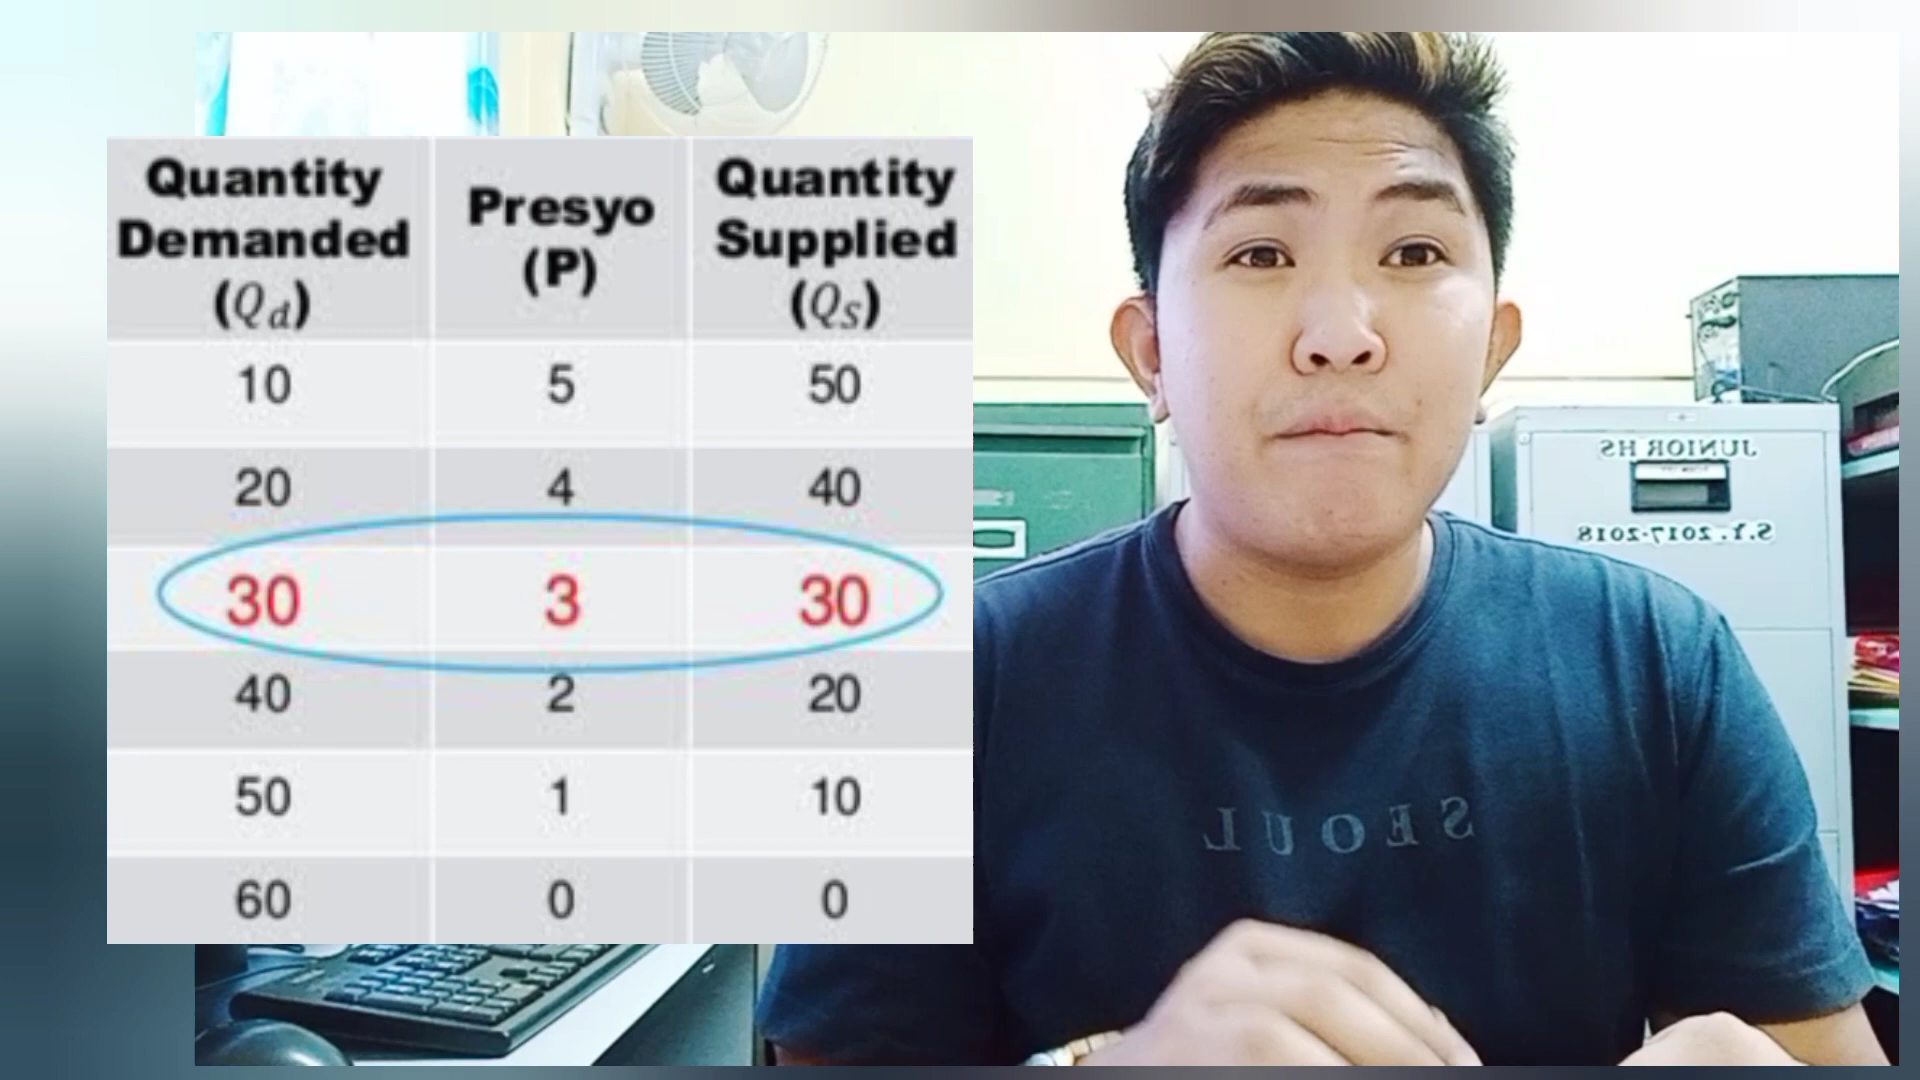 Quantity Demanded (Qd)
Presyo (P)
Quantity Supplied (Qs)
10 5 50
20 4 40
30 3 30
40 2 20
50 1 10
60 0 0
JUNIOR HS
S.Y. 2017-2018
SEOUL